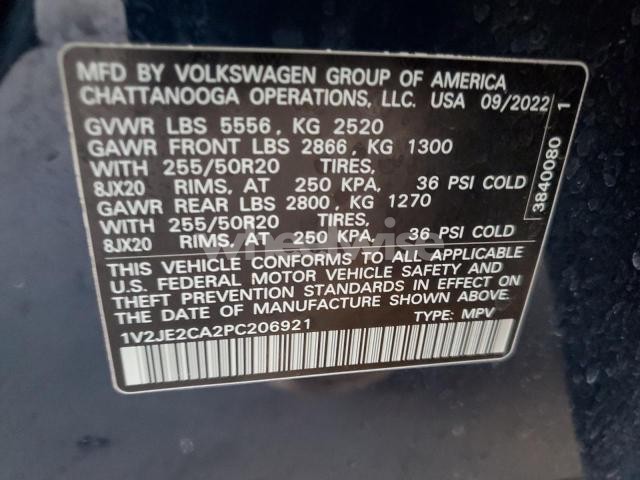 MFD BY VOLKSWAGEN GROUP OF AMERICA
CHATTANOOGA OPERATIONS, LLC. USA 09/2022
GVWR LBS 5556, KG 2520
GAWR FRONT LBS 2866, KG 1300
WITH 255/50R20 TIRES,
8JX20 RIMS, AT 250 KPA, 36 PSI COLD
GAWR REAR LBS 2800, KG 1270
WITH 255/50R20 TIRES,
8JX20 RIMS, AT 250 KPA, 36 PSI COLD
THIS VEHICLE CONFORMS TO ALL APPLICABLE
U.S. FEDERAL MOTOR VEHICLE SAFETY AND
THEFT PREVENTION STANDARDS IN EFFECT ON
THE DATE OF MANUFACTURE SHOWN ABOVE.
1V2JE2CA2PC206921 TYPE: MPV
3840080 1
wheelwise